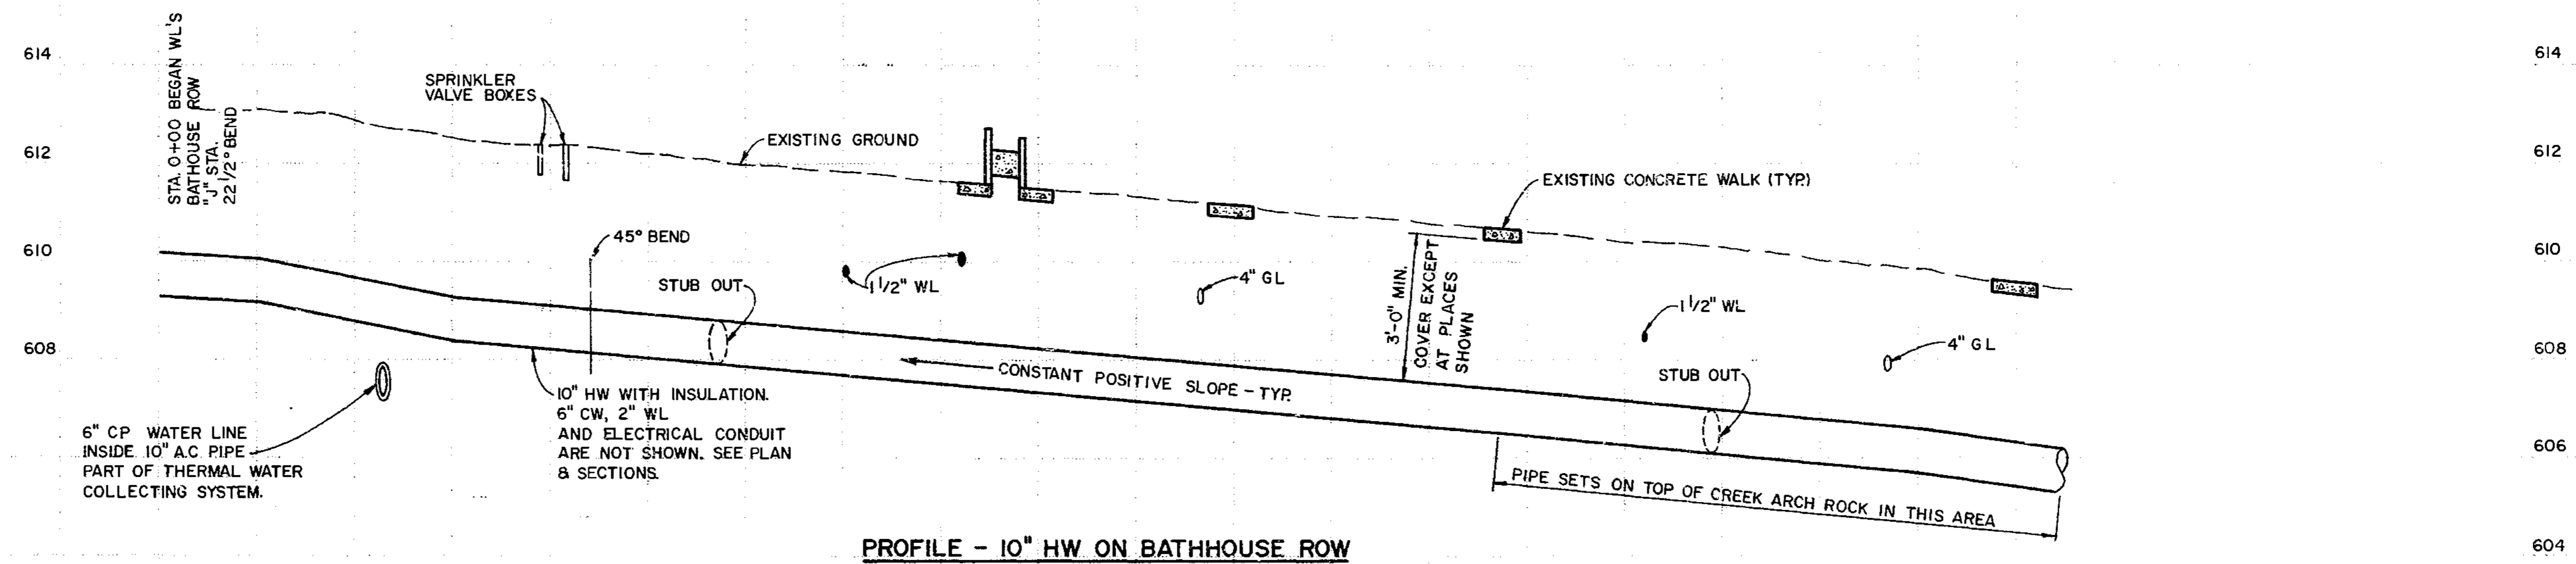 614
612
610
608
STA. 0+00 BEGAN WL'S
BATHOUSE ROW
"J" STA.
22 1/2° BEND
SPRINKLER
VALVE BOXES
EXISTING GROUND
EXISTING CONCRETE WALK (TYP.)
45° BEND
STUB OUT
1 1/2" WL
4" GL
3'-0" MIN.
COVER EXCEPT
AT PLACES
SHOWN
1 1/2" WL
4" GL
STUB OUT
CONSTANT POSITIVE SLOPE - TYP.
10" HW WITH INSULATION.
6" CW, 2" WL
AND ELECTRICAL CONDUIT
ARE NOT SHOWN. SEE PLAN
& SECTIONS.
6" CP WATER LINE
INSIDE 10" A.C. PIPE
PART OF THERMAL WATER
COLLECTING SYSTEM.
PIPE SETS ON TOP OF CREEK ARCH ROCK IN THIS AREA
614
612
610
608
606
604
PROFILE - 10" HW ON BATHHOUSE ROW